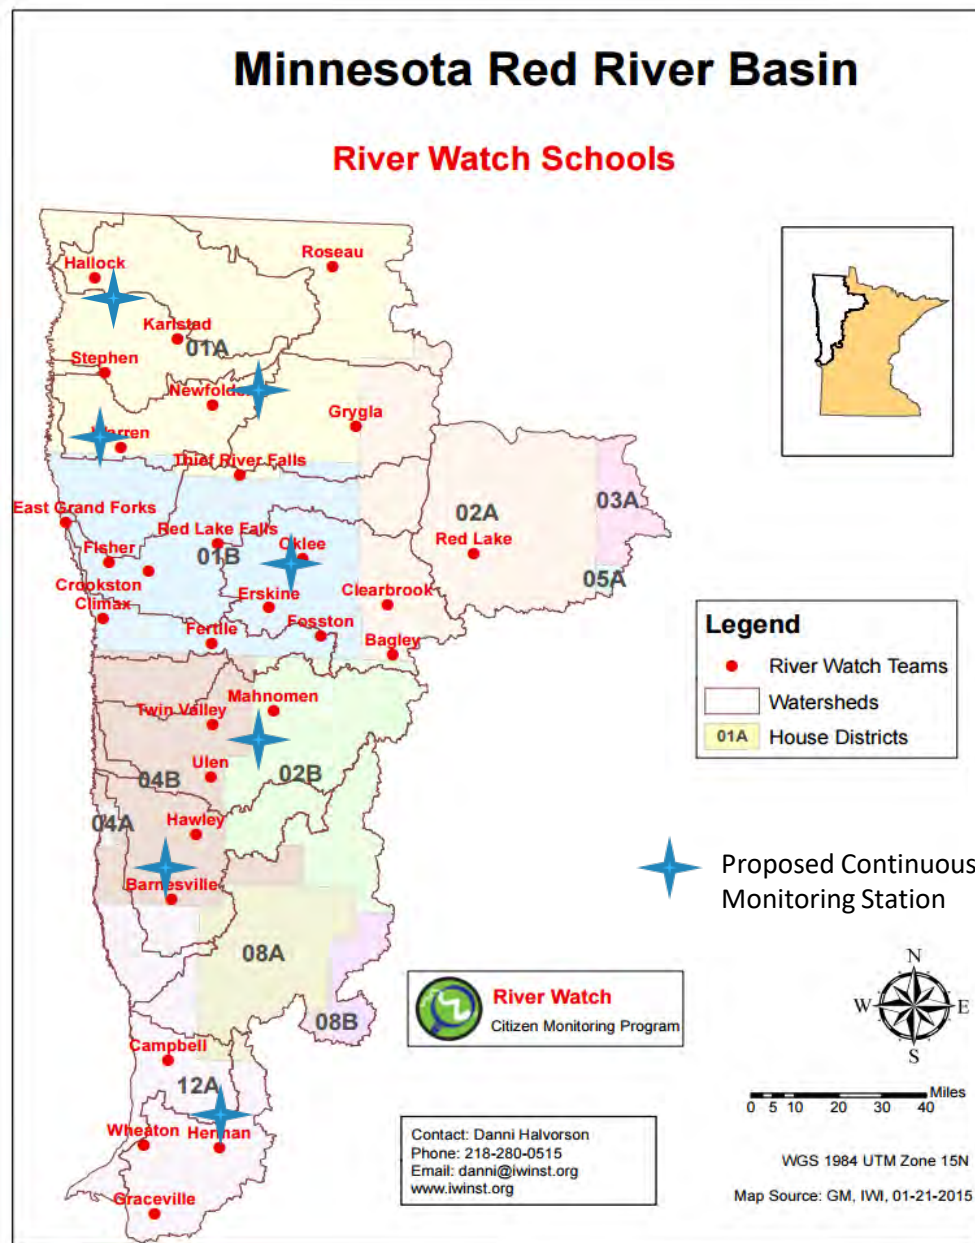 Minnesota Red River Basin
River Watch Schools
Roseau
Hallock
Karlstad
01A
Stephen
Newfolden
Grygla
Warren
Thief River Falls
03A
02A
East Grand Forks
Red Lake Falls
Red Lake
Oklee
01B
Fisher
05A
Crookston
Clearbrook
Erskine
Climax
Fosston
Fertile
Bagley
Legend
River Watch Teams
Watersheds
01A House Districts
Mahnomen
Twin Valley
Ulen
04B
02B
04A
Hawley
Proposed Continuous
Monitoring Station
Barnesville
08A
River Watch
Citizen Monitoring Program
08B
N
W E
S
Campbell
12A
Miles
0 5 10 20 30 40
Wheaton
Herman
Contact: Danni Halvorson
Phone: 218-280-0515
Email: danni@iwinst.org
www.iwinst.org
WGS 1984 UTM Zone 15N
Map Source: GM, IWI, 01-21-2015
Graceville